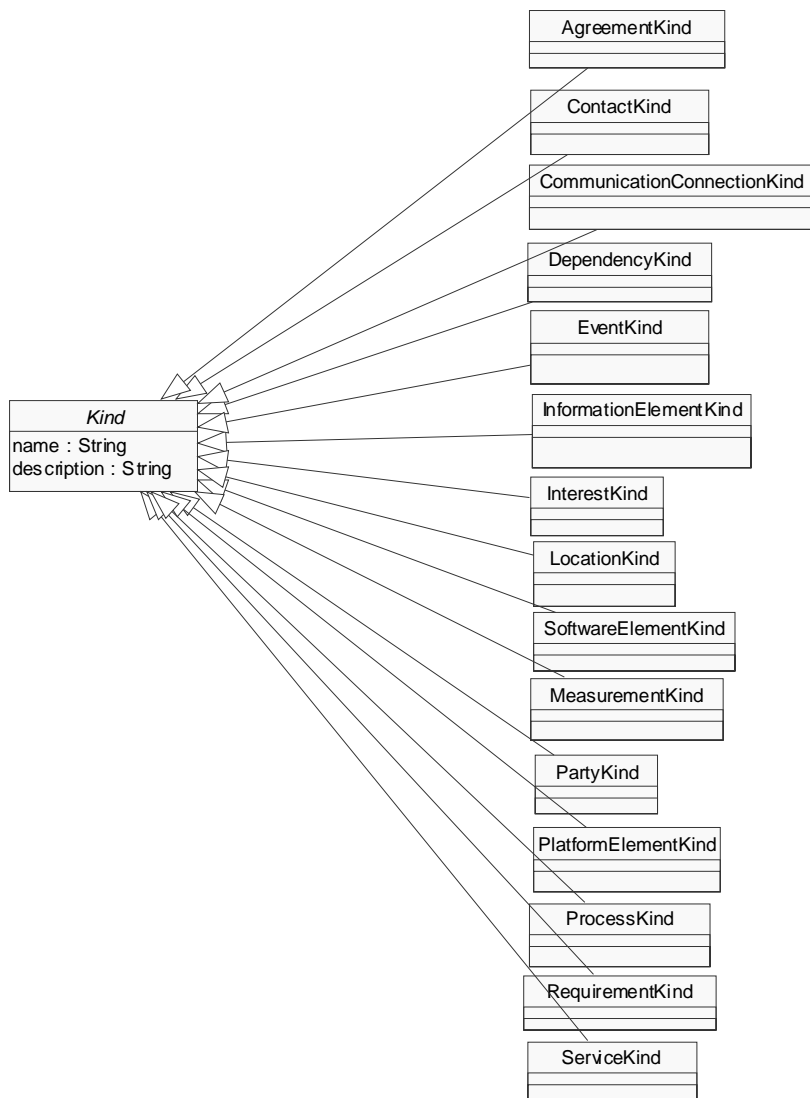 AgreementKind
ContactKind
CommunicationConnectionKind
DependencyKind
EventKind
Kind
name : String
description : String
InformationElementKind
InterestKind
LocationKind
SoftwareElementKind
MeasurementKind
PartyKind
PlatformElementKind
ProcessKind
RequirementKind
ServiceKind